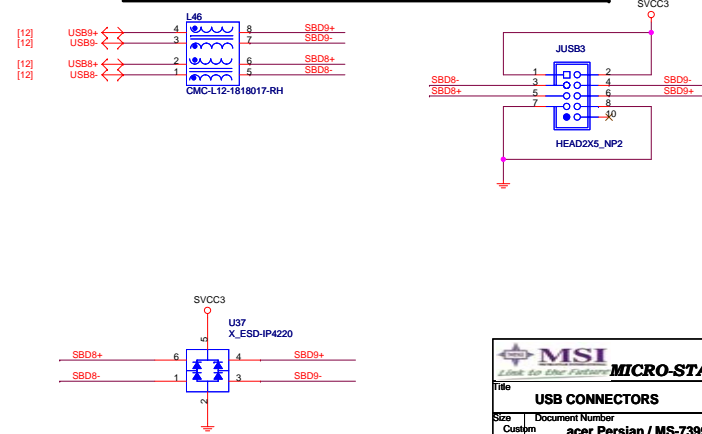 L46
[12] USB9+ 4 8 SBD9+
[12] USB9- 3 7 SBD9-
[12] USB8+ 2 6 SBD8+
[12] USB8- 1 5 SBD8-
CMC-L12-1818017-RH
SVCC3
JUSB3
1 2
SBD8- 3 4 SBD9-
SBD8+ 5 6 SBD9+
7 8
10
HEAD2X5_NP2
SVCC3
U37
X_ESD-IP4220
5
SBD8+ 6 4 SBD9+
SBD8- 1 3 SBD9-
2
MSI
Link to the Future MICRO-STA
Title
USB CONNECTORS
Size Document Number
Custom acer Persian / MS-7399